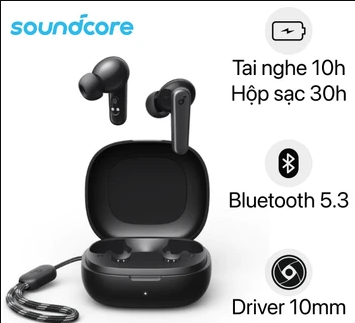 soundcore
Tai nghe 10h
Hộp sạc 30h
Bluetooth 5.3
Driver 10mm